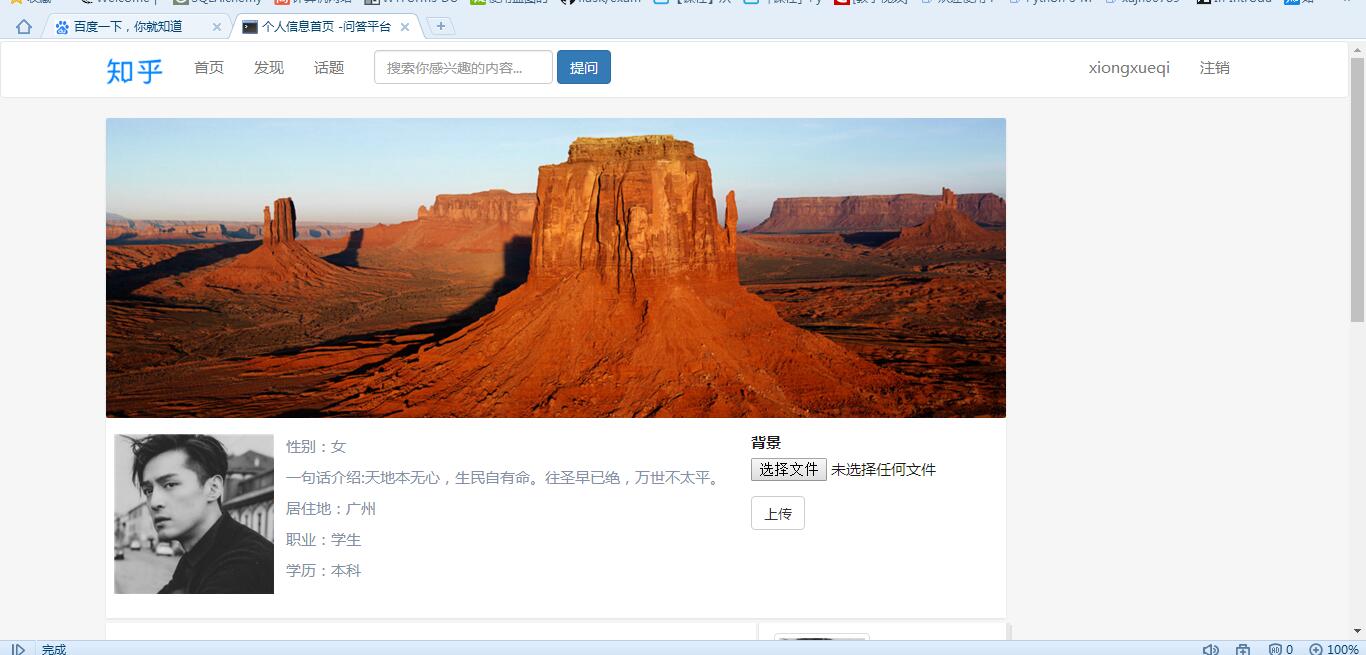 百度一下，你就知道
个人信息首页 -问答平台
知乎
首页
发现
话题
搜索你感兴趣的内容...
提问
xiongxueqi
注销
性别：女
一句话介绍:天地本无心，生民自有命。往圣早已绝，万世不太平。
居住地：广州
职业：学生
学历：本科
背景
选择文件 未选择任何文件
上传
完成
0
100%